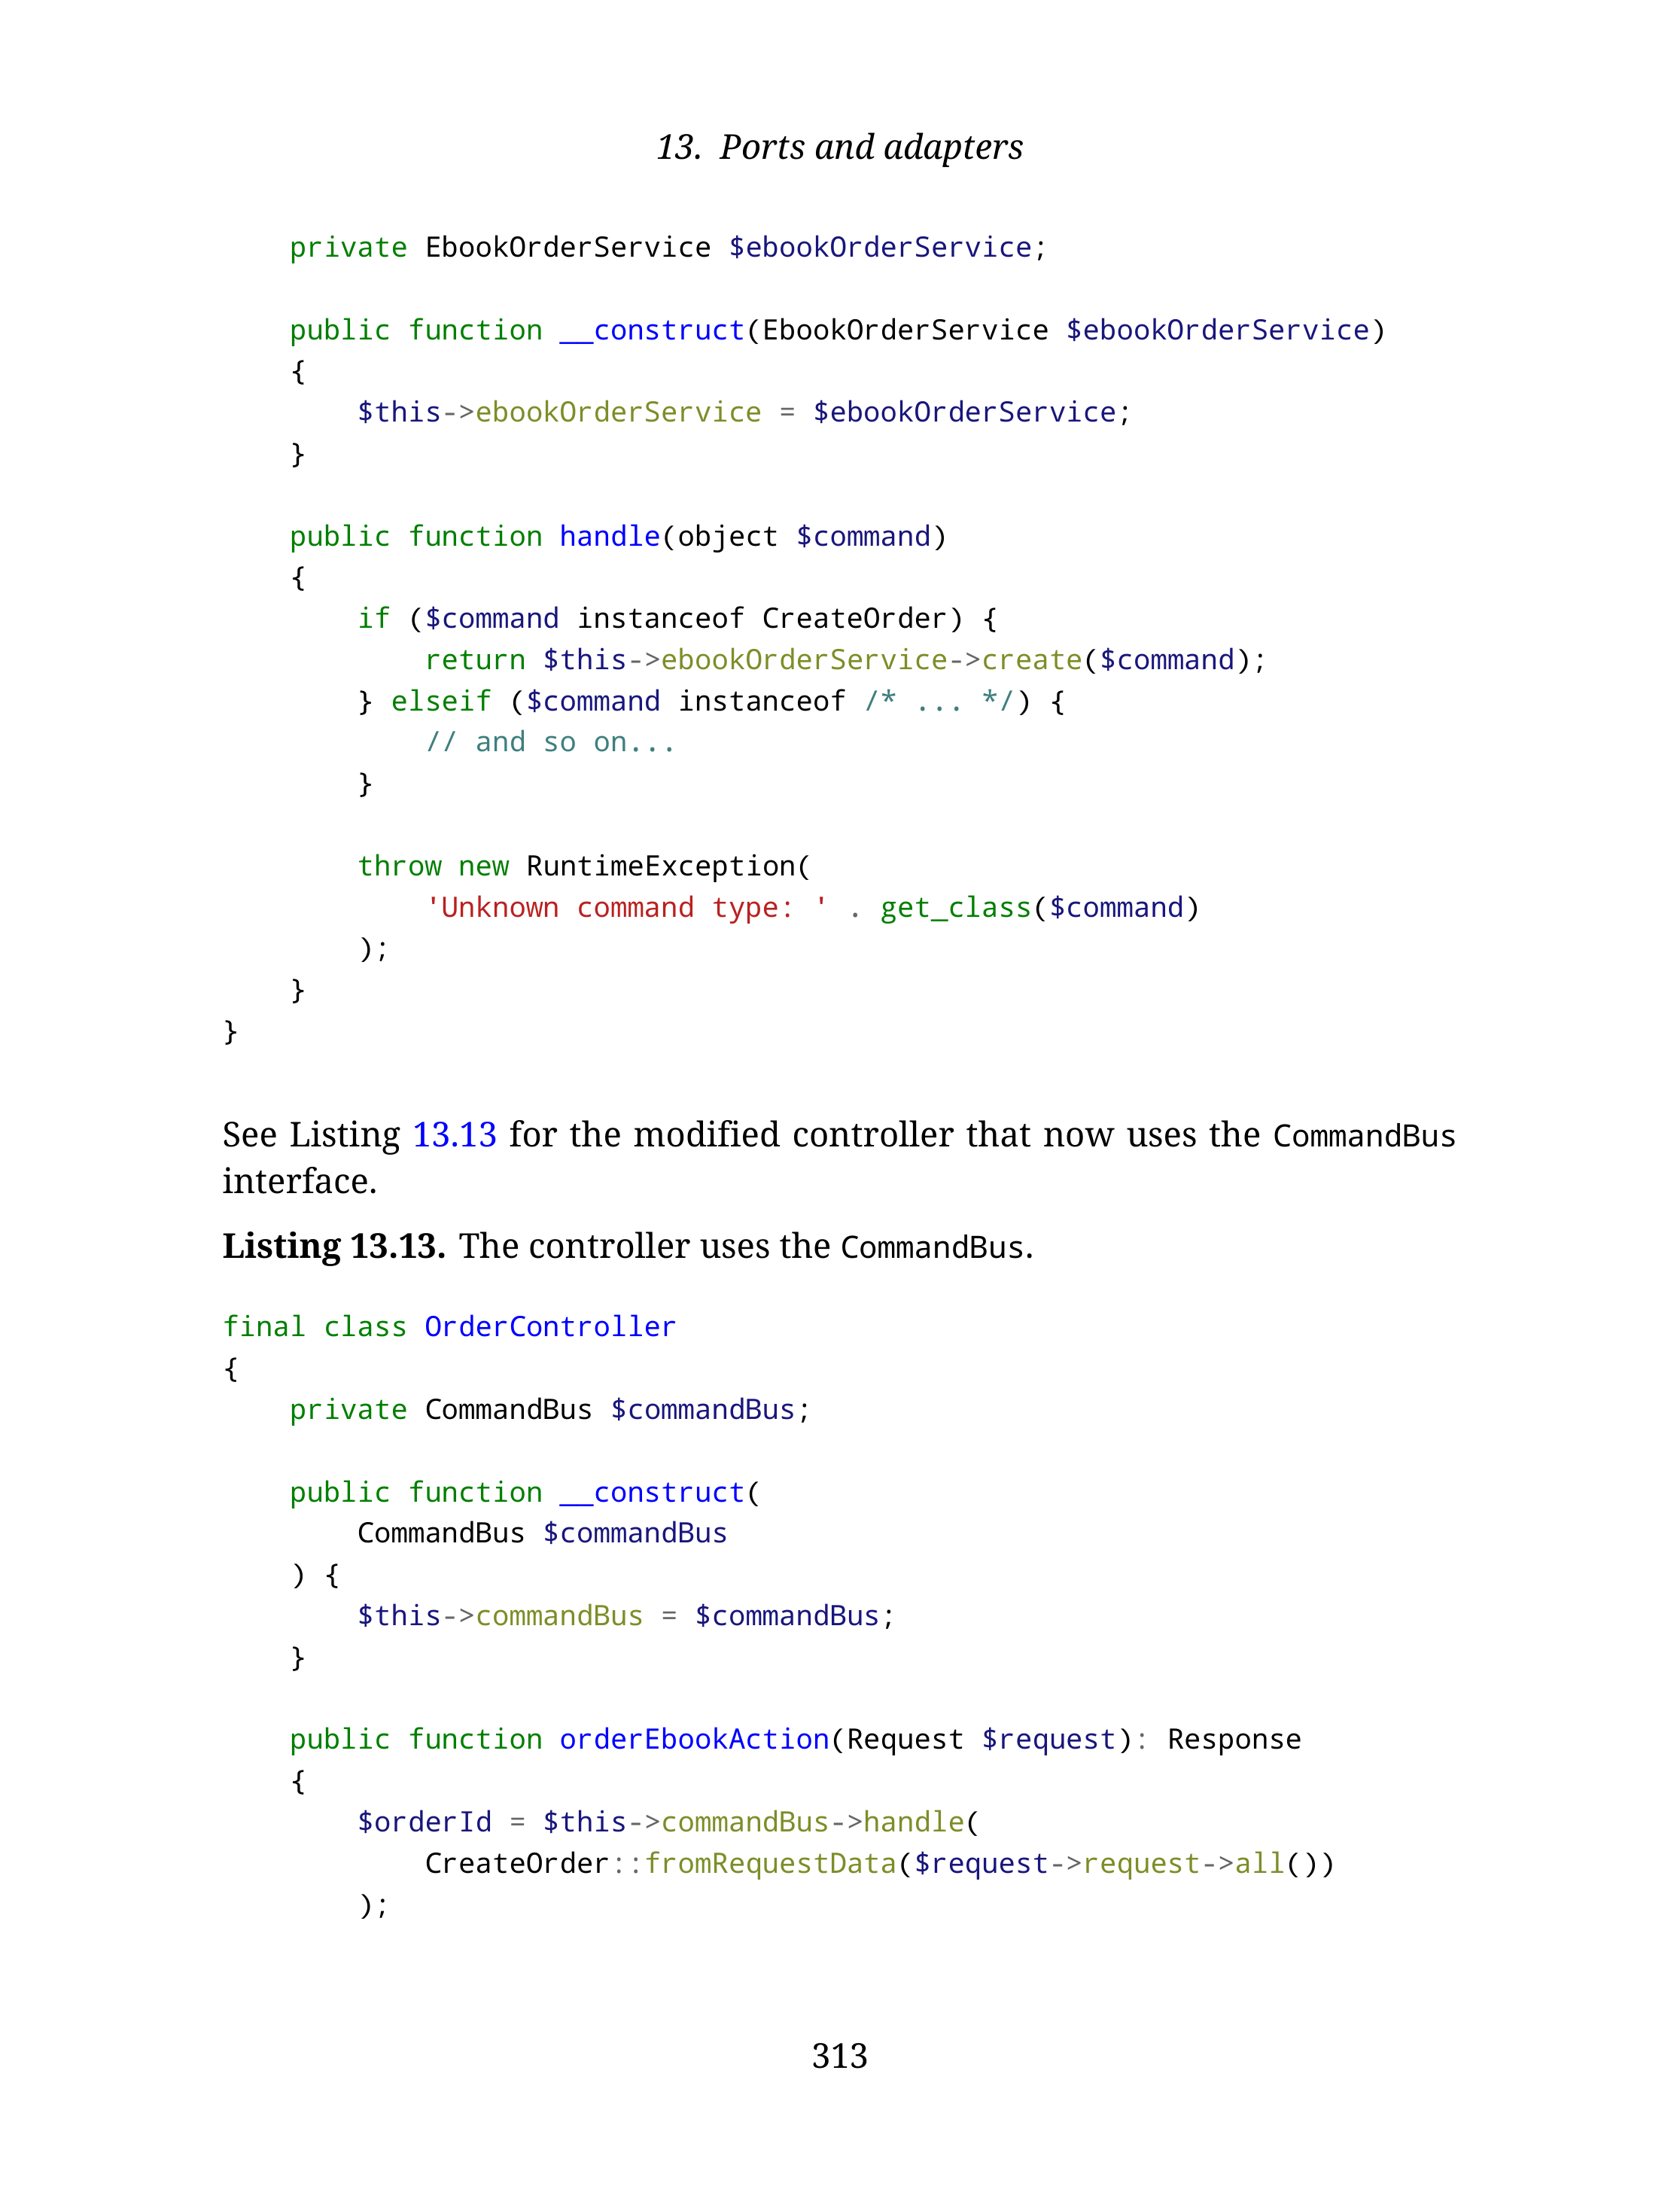 13. Ports and adapters
    private EbookOrderService $ebookOrderService;

    public function __construct(EbookOrderService $ebookOrderService)
    {
        $this->ebookOrderService = $ebookOrderService;
    }

    public function handle(object $command)
    {
        if ($command instanceof CreateOrder) {
            return $this->ebookOrderService->create($command);
        } elseif ($command instanceof /* ... */) {
            // and so on...
        }

        throw new RuntimeException(
            'Unknown command type: ' . get_class($command)
        );
    }
}
See Listing 13.13 for the modified controller that now uses the CommandBus
interface.
Listing 13.13. The controller uses the CommandBus.
final class OrderController
{
    private CommandBus $commandBus;

    public function __construct(
        CommandBus $commandBus
    ) {
        $this->commandBus = $commandBus;
    }

    public function orderEbookAction(Request $request): Response
    {
        $orderId = $this->commandBus->handle(
            CreateOrder::fromRequestData($request->request->all())
        );
313